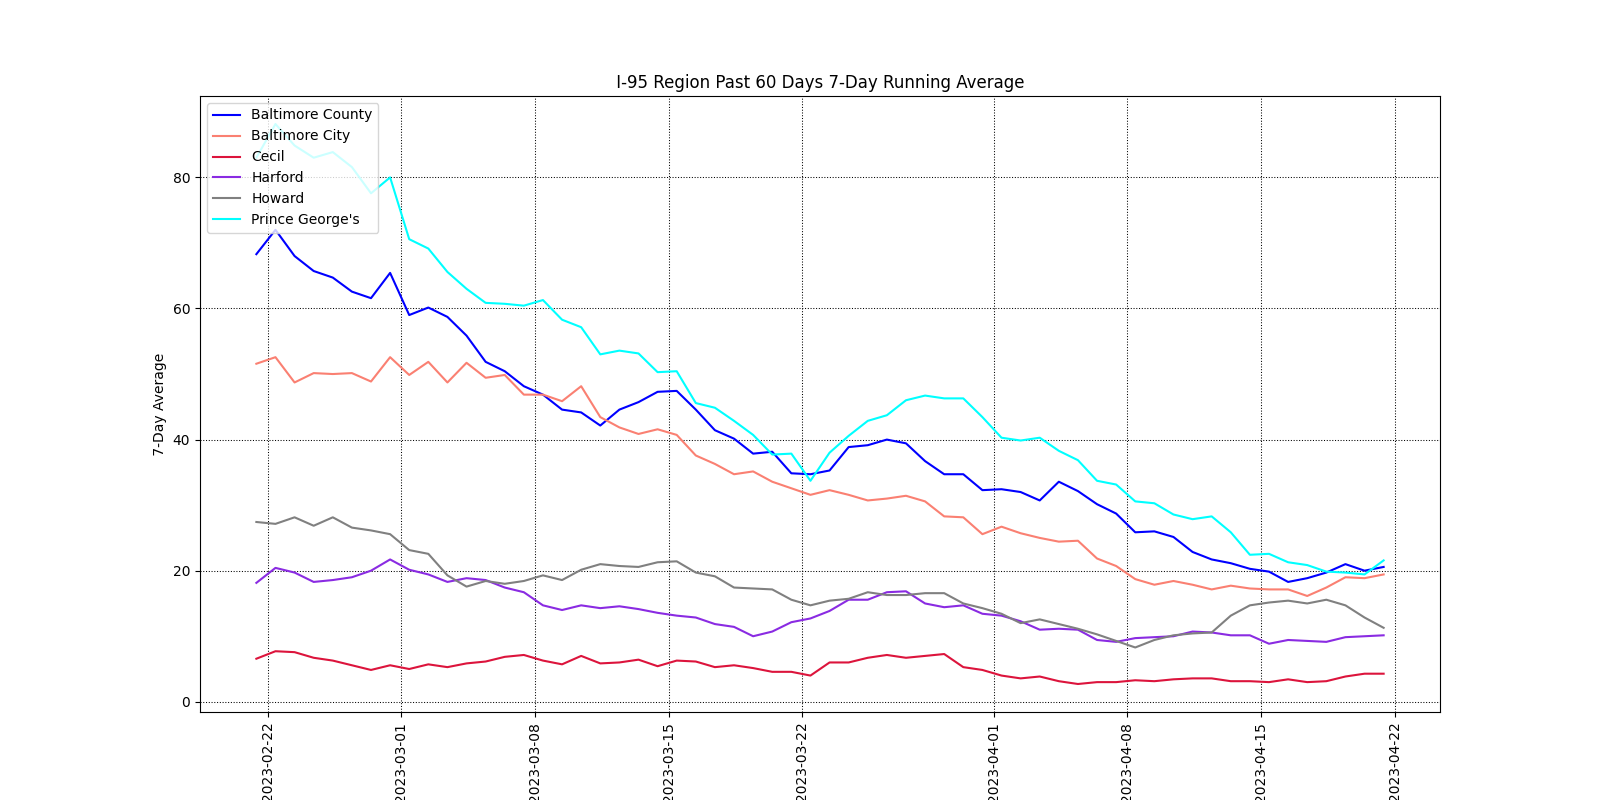 I-95 Region Past 60 Days 7-Day Running Average
Baltimore County
Baltimore City
Cecil
Harford
Howard
Prince George's
80
60
40
20
0
7-Day Average
2023-02-22
2023-03-01
2023-03-08
2023-03-15
2023-03-22
2023-04-01
2023-04-08
2023-04-15
2023-04-22